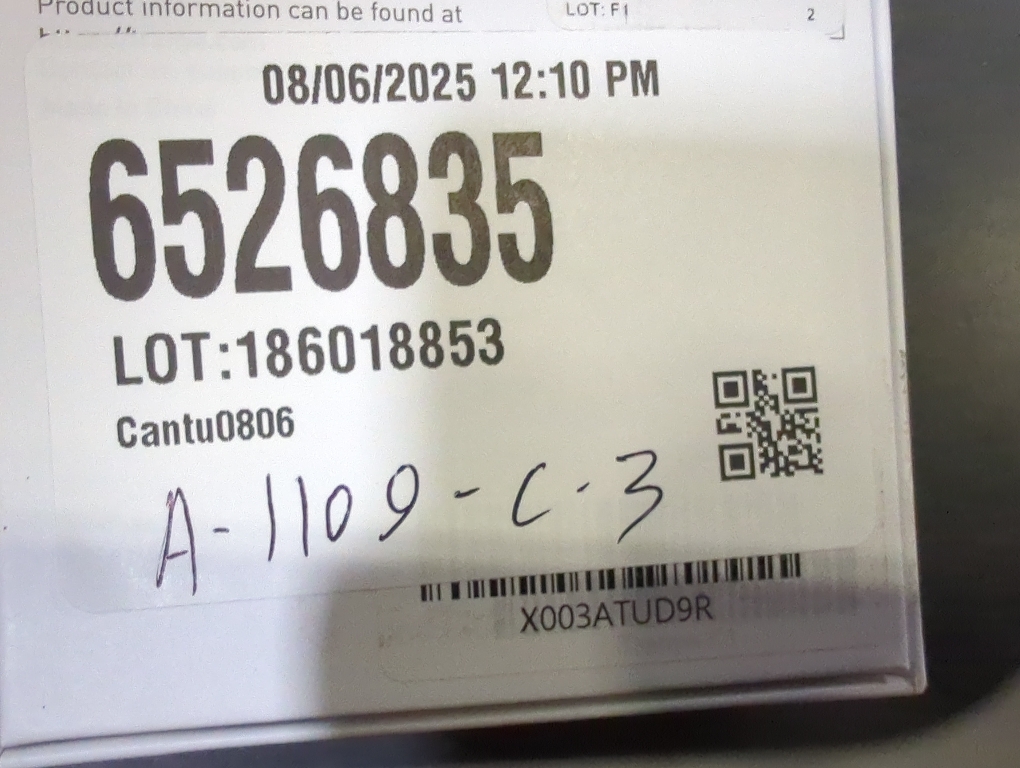 Product information can be found at
LOT: F1
2
08/06/2025 12:10 PM
6526835
LOT:186018853
Cantu0806
A-1109-C-3
X003ATUD9R